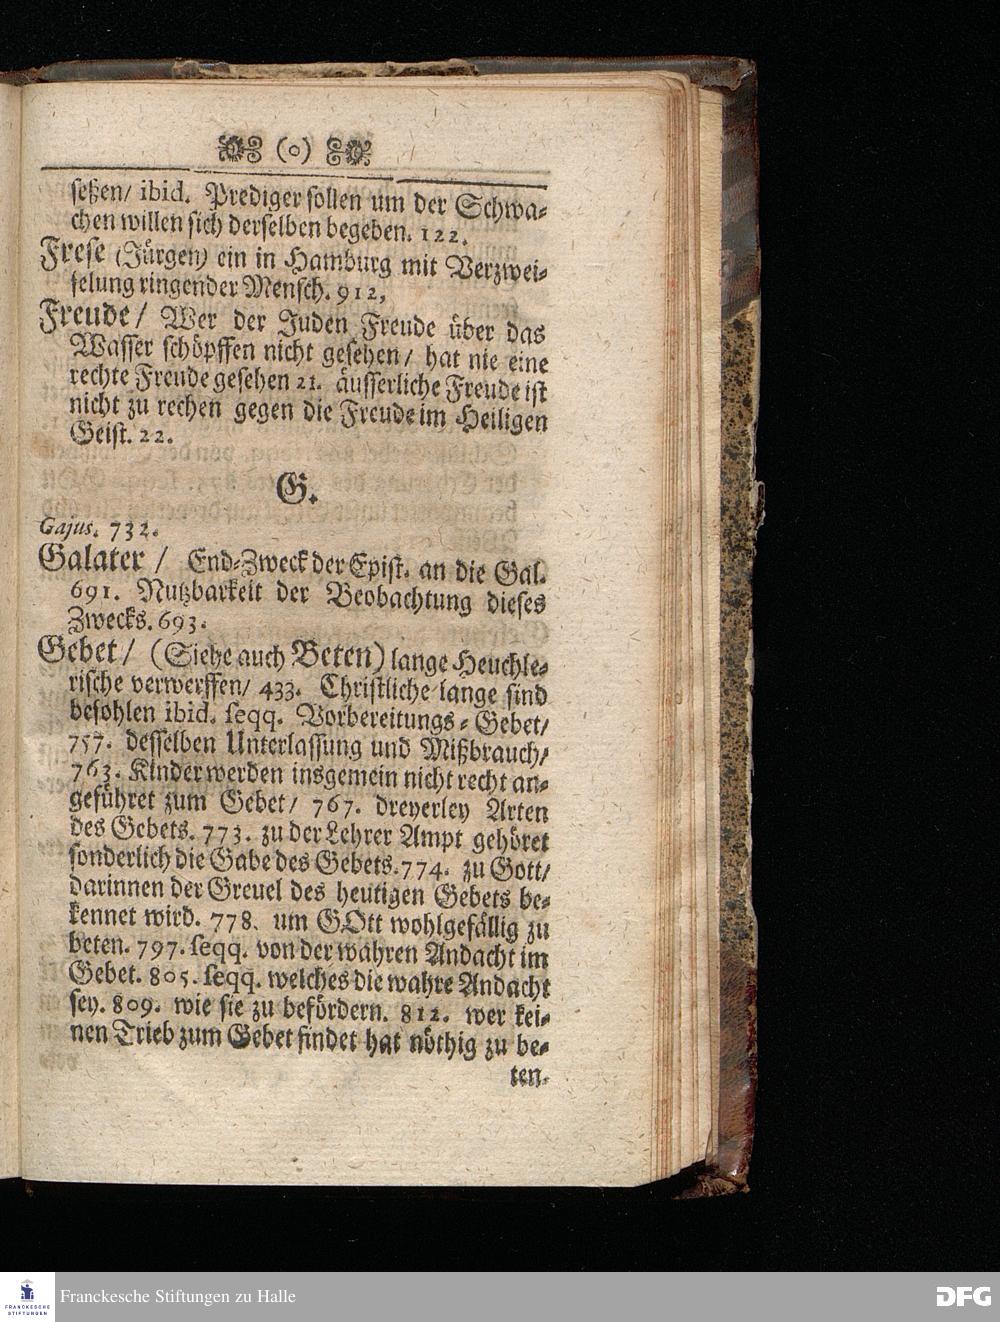 (o)
setzen/ ibid. Prediger sollen um der Schwa-
chen willen sich derselben begeben. 122.
Frese (Jürgen) ein in Hamburg mit Verzwei-
felung ringender Mensch. 912,
Freude/ Wer der Juden Freude über das
Wasser schöpffen nicht gesehen/ hat nie eine
rechte Freude gesehen 21. äusserliche Freude ist
nicht zu rechen gegen die Freude im Heiligen
Geist. 22.
G.
Gajus. 732.
Galater / End-Zweck der Epist. an die Gal.
691. Nutzbarkeit der Beobachtung dieses
Zwecks. 693.
Gebet/ (Siehe auch Beten) lange Heuchle-
rische verwerffen/ 433. Christliche lange sind
befohlen ibid. seqq. Vorbereitungs-Gebet/
757. desselben Unterlassung und Mißbrauch/
763. Kinder werden insgemein nicht recht an-
geführet zum Gebet/ 767. dreyerley Arten
des Gebets. 773. zu der Lehrer Ampt gehöret
sonderlich die Gabe des Gebets. 774. zu Gott/
darinnen der Greuel des heutigen Gebets be-
kennet wird. 778. um GOtt wohlgefällig zu
beten. 797. seqq. von der wahren Andacht im
Gebet. 805. seqq. welches die wahre Andacht
sey. 809. wie sie zu befördern. 812. wer kei-
nen Trieb zum Gebet findet hat nöthig zu be-
ten-
FRANCKESCHE
STIFTUNGEN
Franckesche Stiftungen zu Halle
DFG